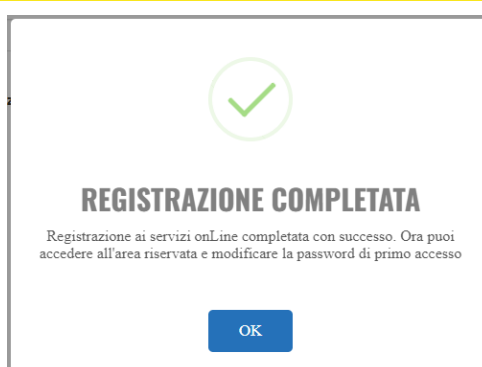 REGISTRAZIONE COMPLETATA
Registrazione ai servizi onLine completata con successo. Ora puoi
accedere all'area riservata e modificare la password di primo accesso
OK